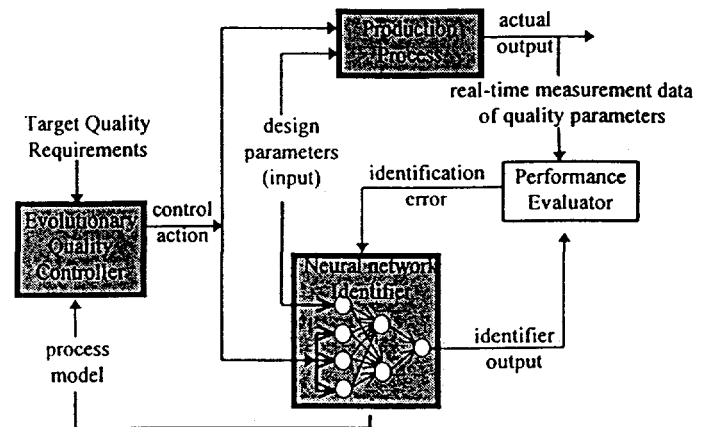 Production
Process
actual
output
real-time measurement data
of quality parameters
Target Quality
Requirements
design
parameters
(input)
identification
error
Performance
Evaluator
Evolutionary
Quality
Controller
control
action
Neural-network
Identifier
process
model
identifier
output